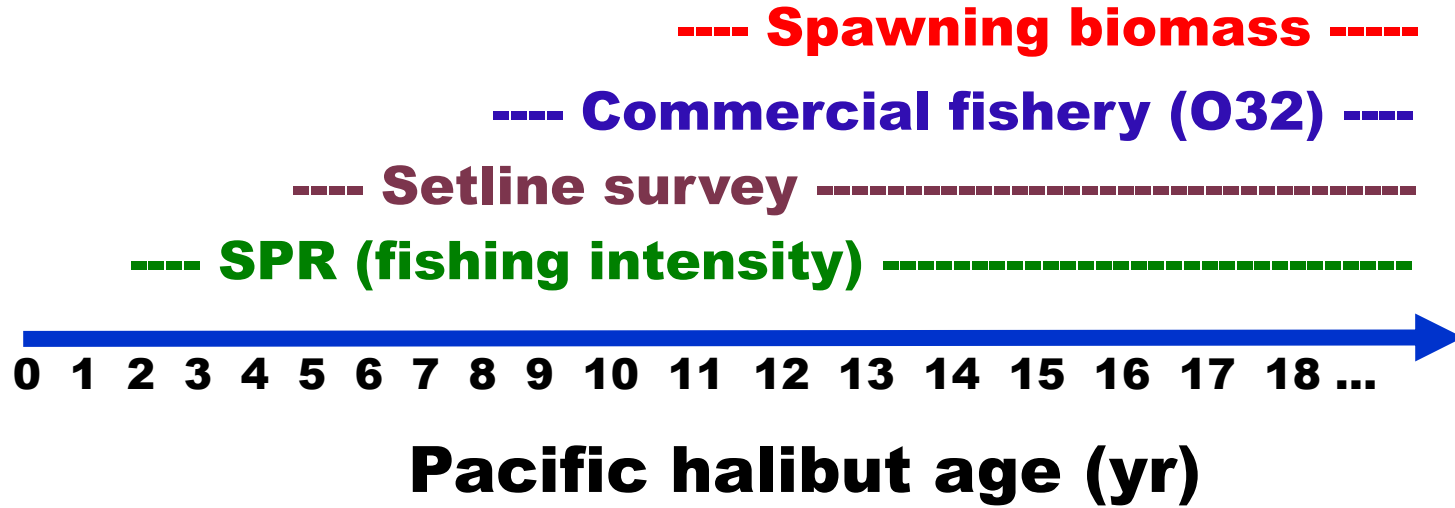 ---- Spawning biomass -----
---- Commercial fishery (O32) ----
---- Setline survey --------------------------------
---- SPR (fishing intensity) ----------------------------
0 1 2 3 4 5 6 7 8 9 10 11 12 13 14 15 16 17 18 ...
Pacific halibut age (yr)